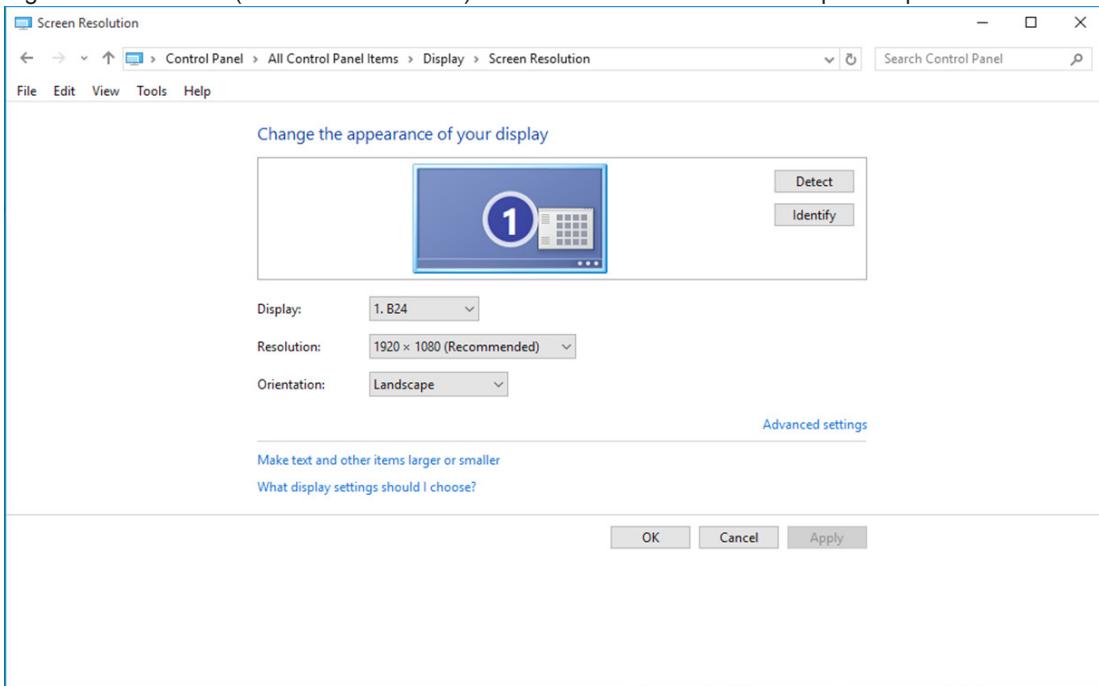 Screen Resolution
Control Panel > All Control Panel Items > Display > Screen Resolution
Search Control Panel
File Edit View Tools Help
Change the appearance of your display
1
Detect
Identify
Display: 1. B24
Resolution: 1920 × 1080 (Recommended)
Orientation: Landscape
Advanced settings
Make text and other items larger or smaller
What display settings should I choose?
OK Cancel Apply